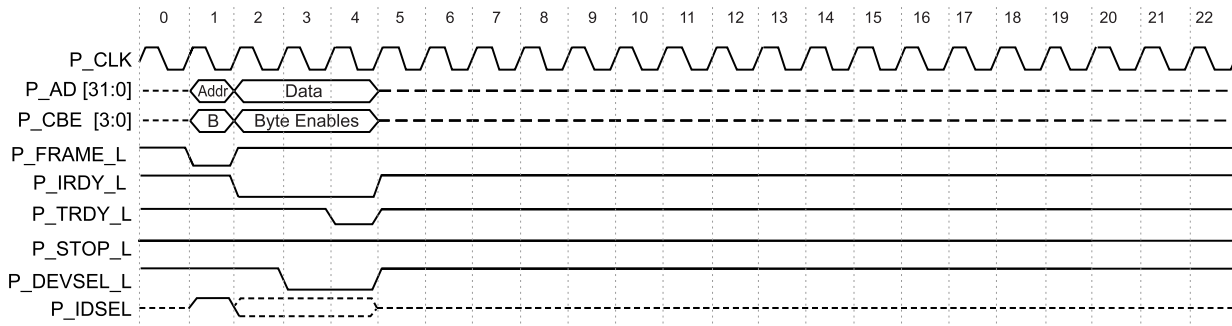 0 1 2 3 4 5 6 7 8 9 10 11 12 13 14 15 16 17 18 19 20 21 22
P_CLK
P_AD [31:0] Addr Data
P_CBE [3:0] B Byte Enables
P_FRAME_L
P_IRDY_L
P_TRDY_L
P_STOP_L
P_DEVSEL_L
P_IDSEL